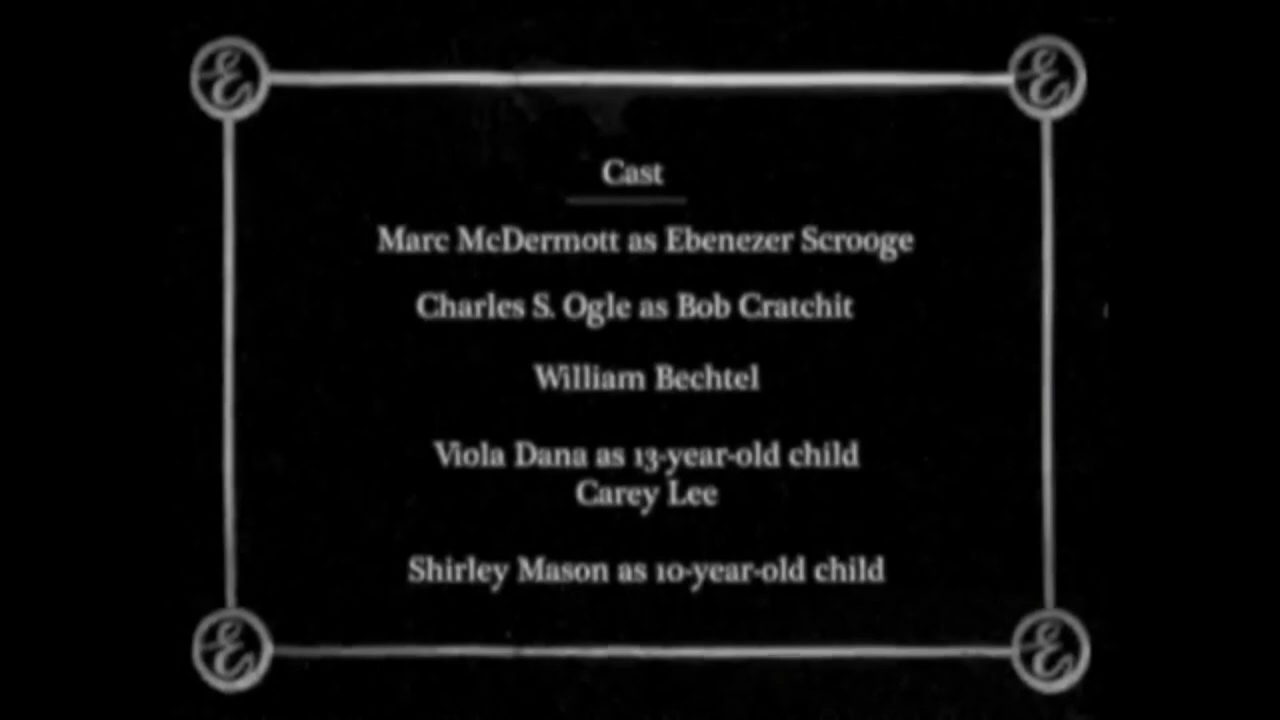 Cast
Marc McDermott as Ebenezer Scrooge
Charles S. Ogle as Bob Cratchit
William Bechtel
Viola Dana as 13-year-old child
Carey Lee
Shirley Mason as 10-year-old child
E
E
E
E